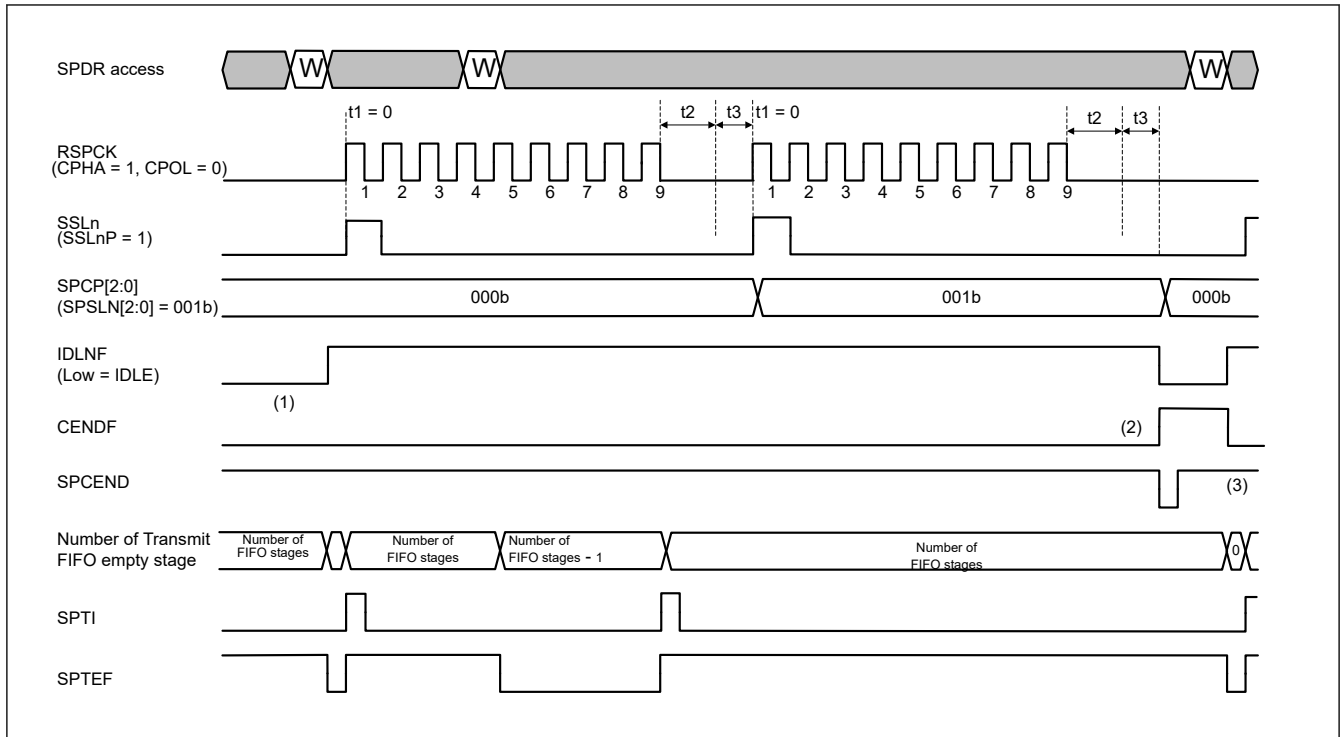 SPDR access
W
W
W
t1 = 0
t2
t3
t1 = 0
t2
t3
RSPCK
(CPHA = 1, CPOL = 0)
1 2 3 4 5 6 7 8 9
1 2 3 4 5 6 7 8 9
SSLn
(SSLnP = 1)
SPCP[2:0]
(SPSLN[2:0] = 001b)
000b
001b
000b
IDLNF
(Low = IDLE)
(1)
CENDF
(2)
SPCEND
(3)
Number of Transmit
FIFO empty stage
Number of
FIFO stages
Number of
FIFO stages
Number of
FIFO stages - 1
Number of
FIFO stages
0
SPTI
SPTEF